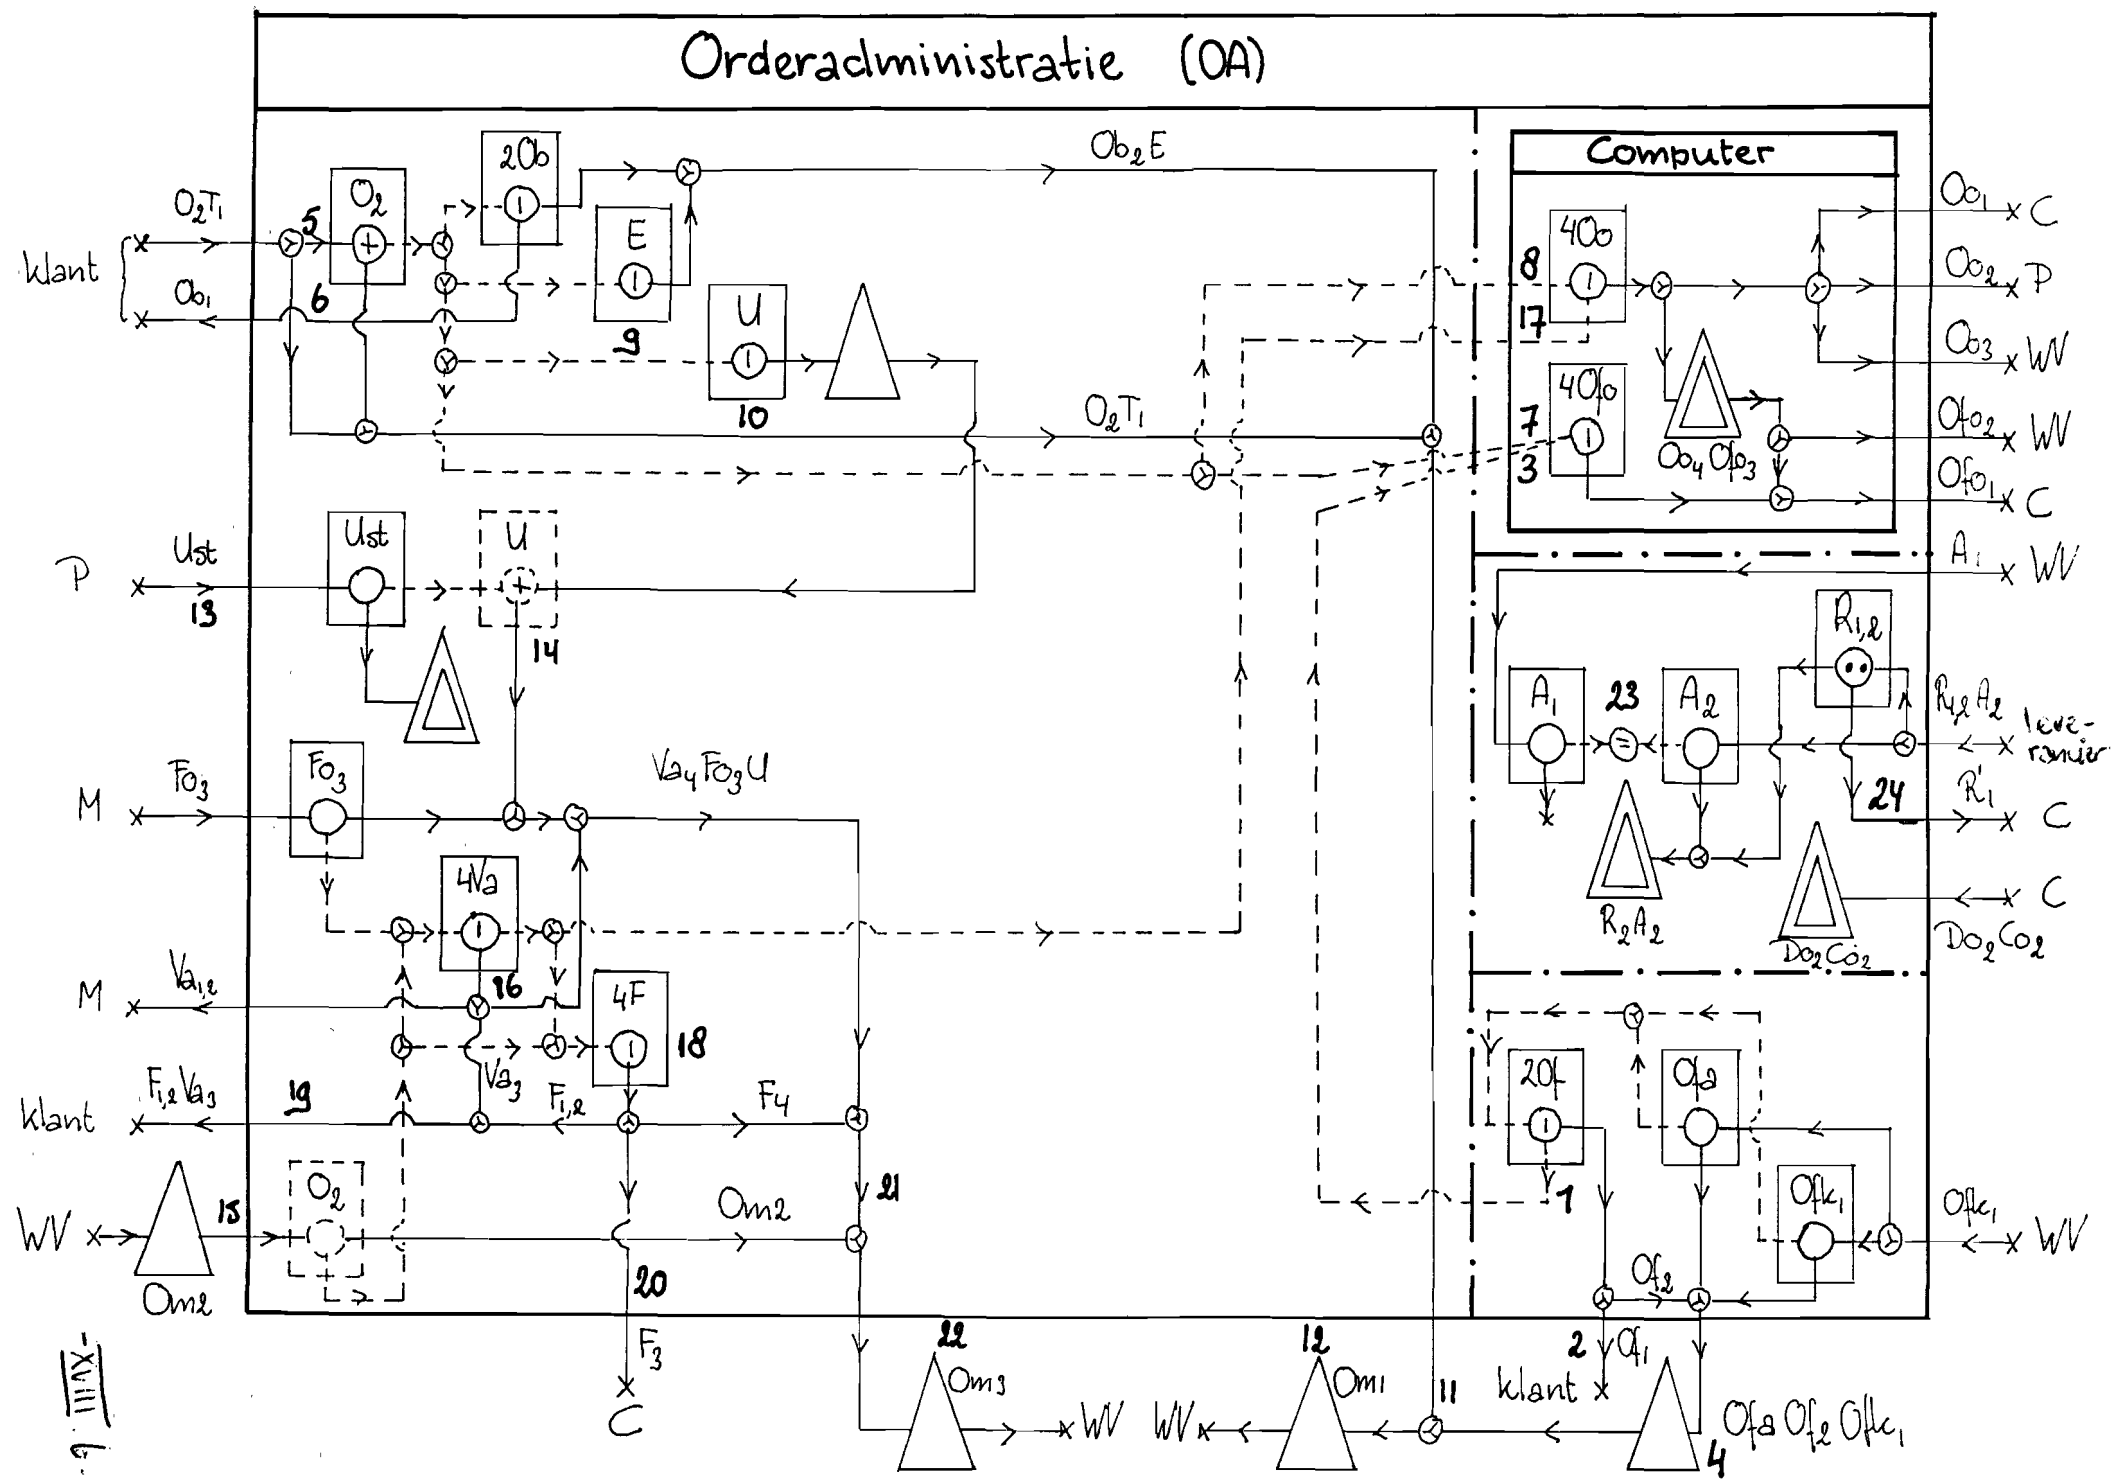 Orderadministratie (OA)
Computer
klant
O₂T₁
Ob₁
5
6
O₂
2Ob
E
9
U
10
Ob₂E
O₂T₁
8
17
4Oo
7
3
4Ofo
Oo₄ Ofo₃
Oo₁ C
Oo₂ P
Oo₃ WV
Ofo₂ WV
Ofo₁ C
A₁ WV
P
Ust
13
Ust
U
14
M
Fo₃
Fo₃
Va₄Fo₃U
4Va
16
M
Va₁,₂
4F
18
Va₃
F₁,₂
F₄
klant
F₁,₂Va₃
19
WV
Om2
15
O₂
Om2
21
20
F₃
C
22
Om3
WV
WV
12
Om1
11
A₁
23
A₂
R₁,₂
R₁,₂A₂
leve-
rancier
24
R'₁ C
R₂A₂
Do₂Co₂
C
Do₂Co₂
2Of
Ofa
Ofk₁
Ofk₁
WV
1
Of₂
2
Of₁
klant
4
Ofa Of₂ Ofk₁